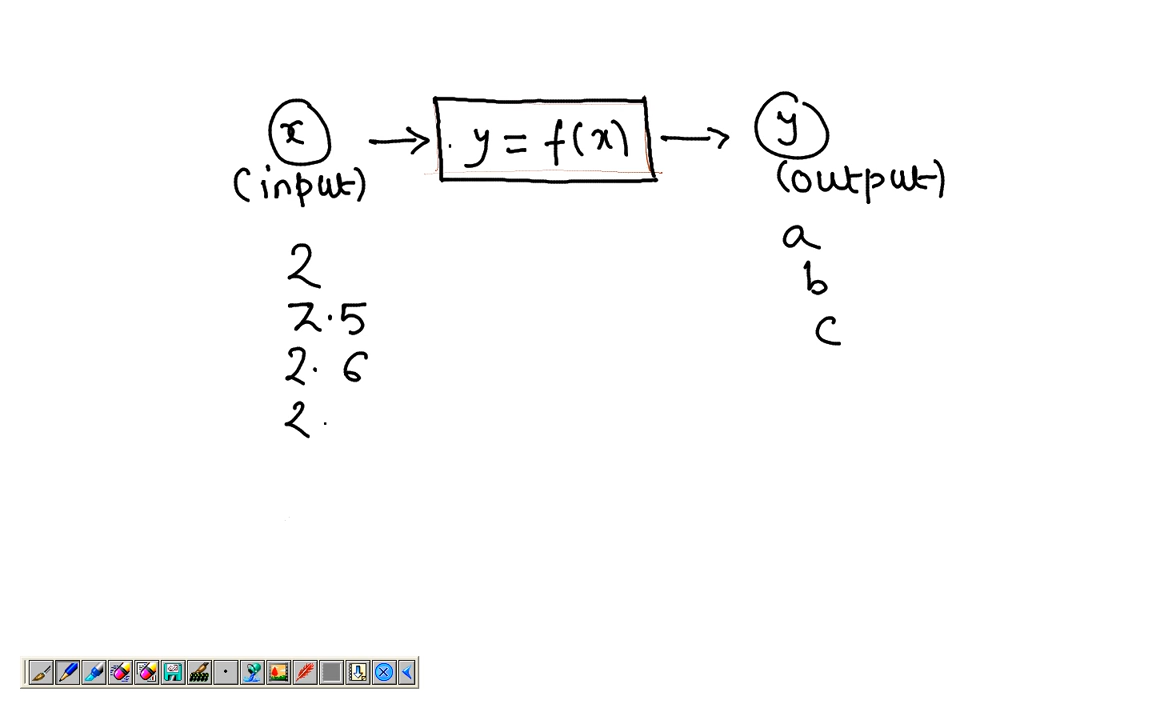 x → y = f(x) → y
(input) (output)
2 a
2.5 b
2.6 c
2.